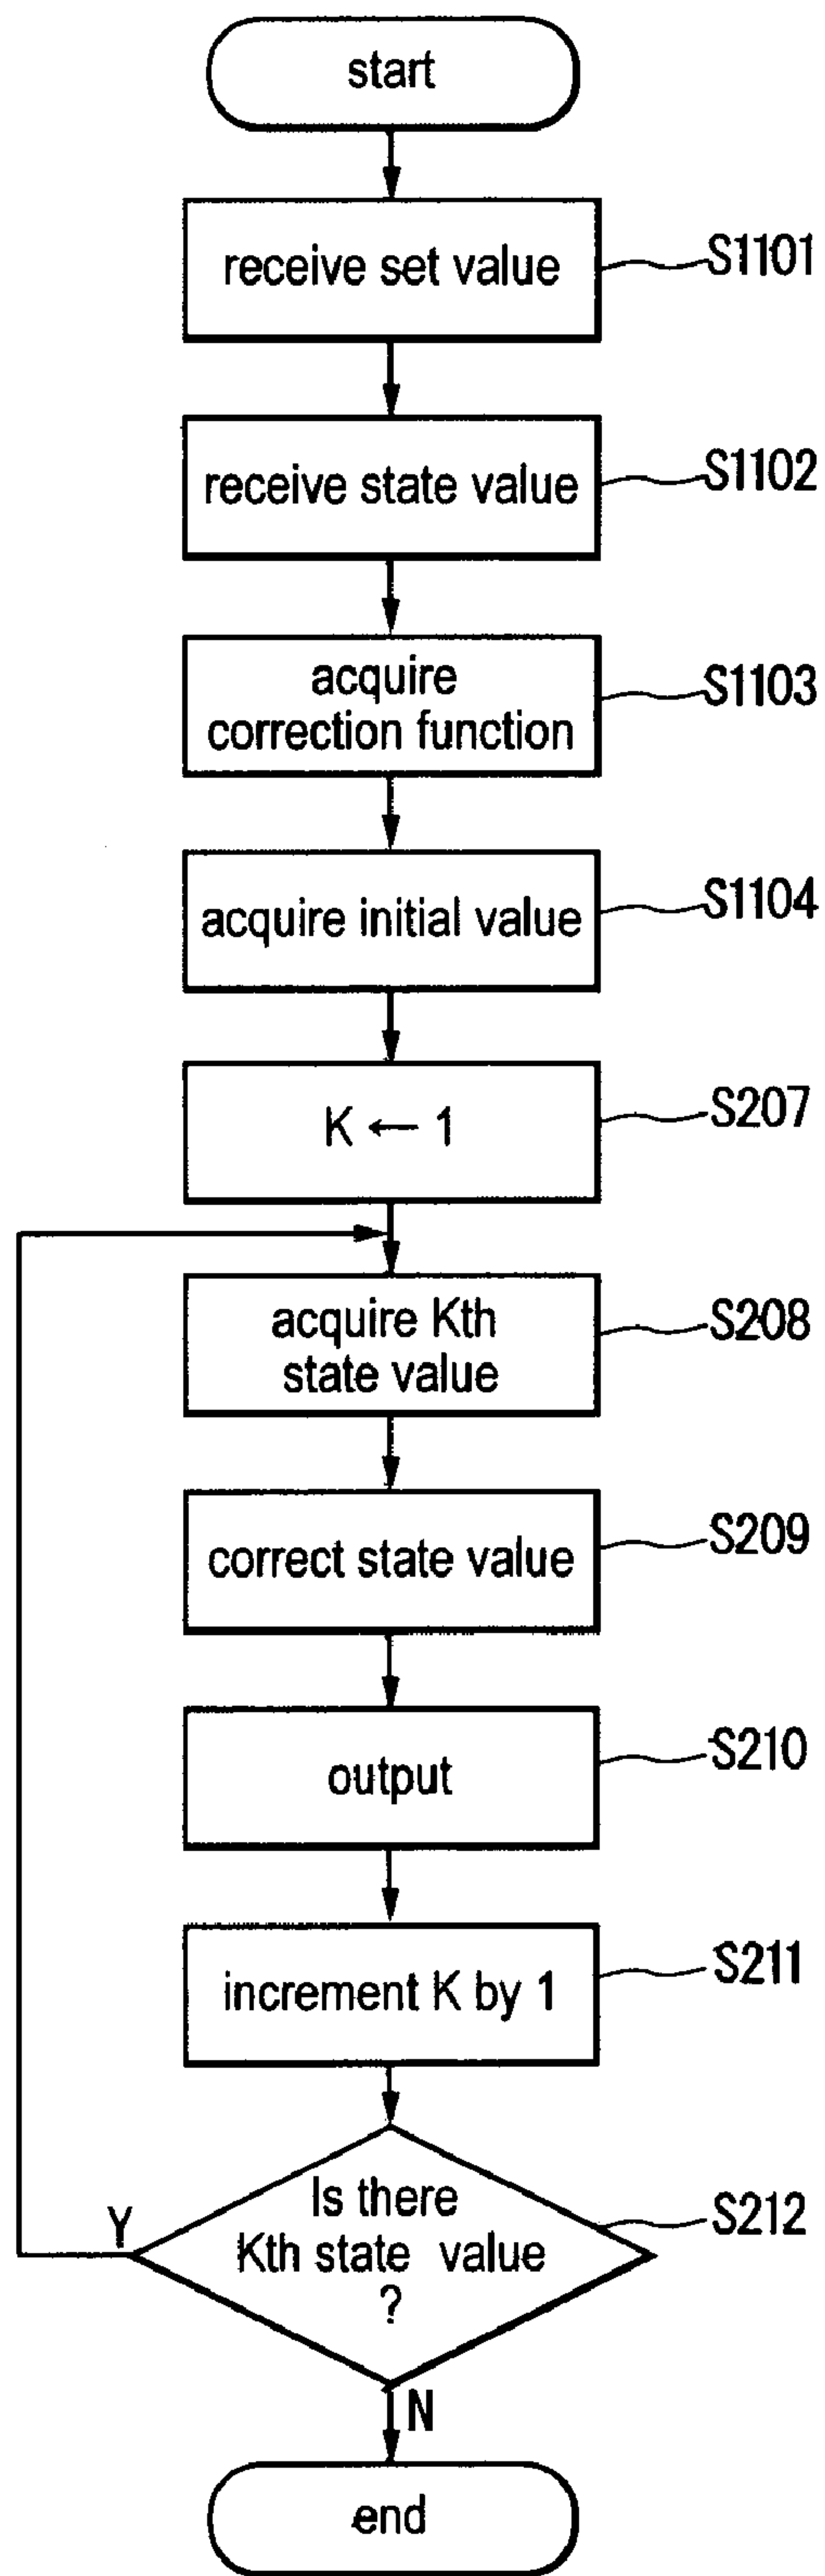 start
receive set value
S1101
receive state value
S1102
acquire
correction function
S1103
acquire initial value
S1104
K ← 1
S207
acquire Kth
state value
S208
correct state value
S209
output
S210
increment K by 1
S211
Is there
Kth state value
?
S212
Y
N
end